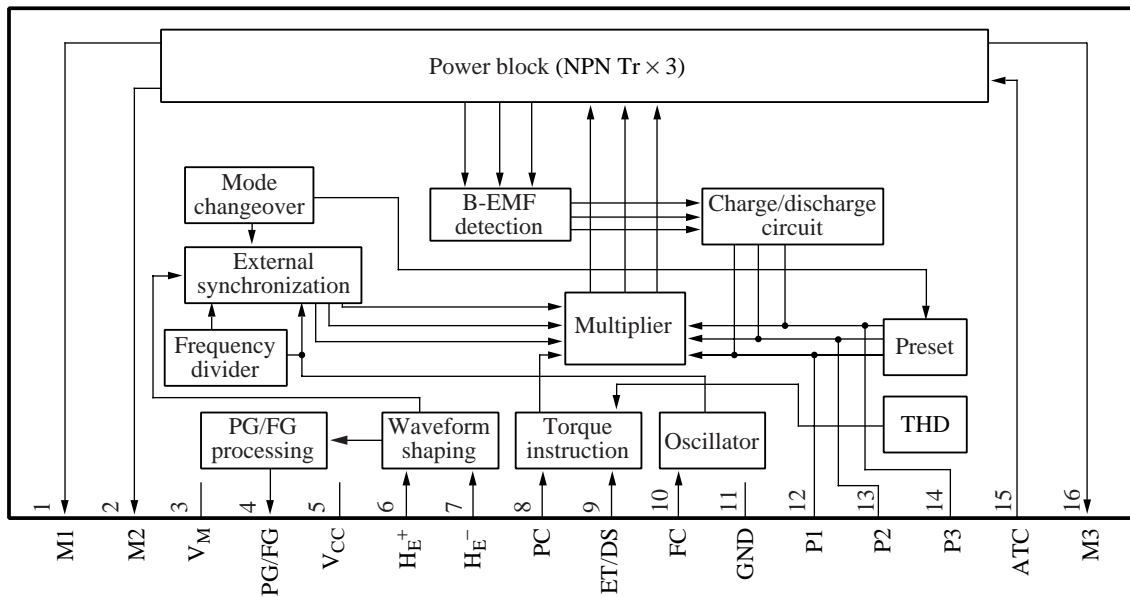 Power block (NPN Tr × 3)
Mode
changeover
B-EMF
detection
Charge/discharge
circuit
External
synchronization
Multiplier
Frequency
divider
Preset
PG/FG
processing
Waveform
shaping
Torque
instruction
Oscillator
THD
1
2
3
4
5
6
7
8
9
10
11
12
13
14
15
16
M1
M2
VM
PG/FG
VCC
HE+
HE−
PC
ET/DS
FC
GND
P1
P2
P3
ATC
M3